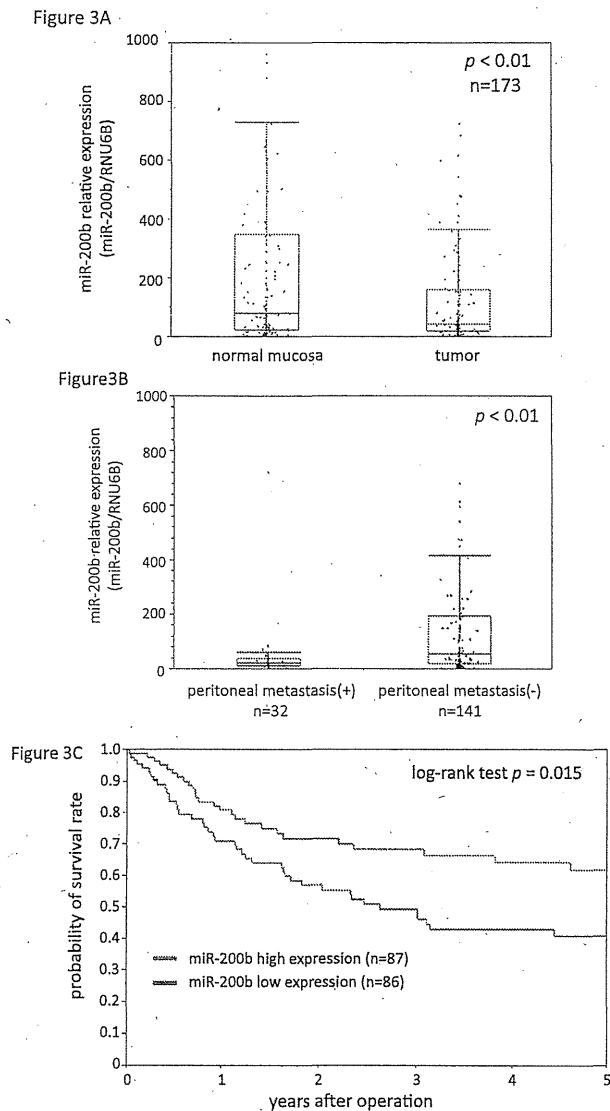 Figure 3A
1000
800
600
400
200
0
miR-200b relative expression
(miR-200b/RNU6B)
p < 0.01
n=173
normal mucosa
tumor
Figure3B
1000
800
600
400
200
0
miR-200b relative expression
(miR-200b/RNU6B)
p < 0.01
peritoneal metastasis(+)
n=32
peritoneal metastasis(-)
n=141
Figure 3C
1.0
0.9
0.8
0.7
0.6
0.5
0.4
0.5
0.2
0.1
0
probability of survival rate
log-rank test p = 0.015
miR-200b high expression (n=87)
miR-200b low expression (n=86)
0
1
2
3
4
5
years after operation